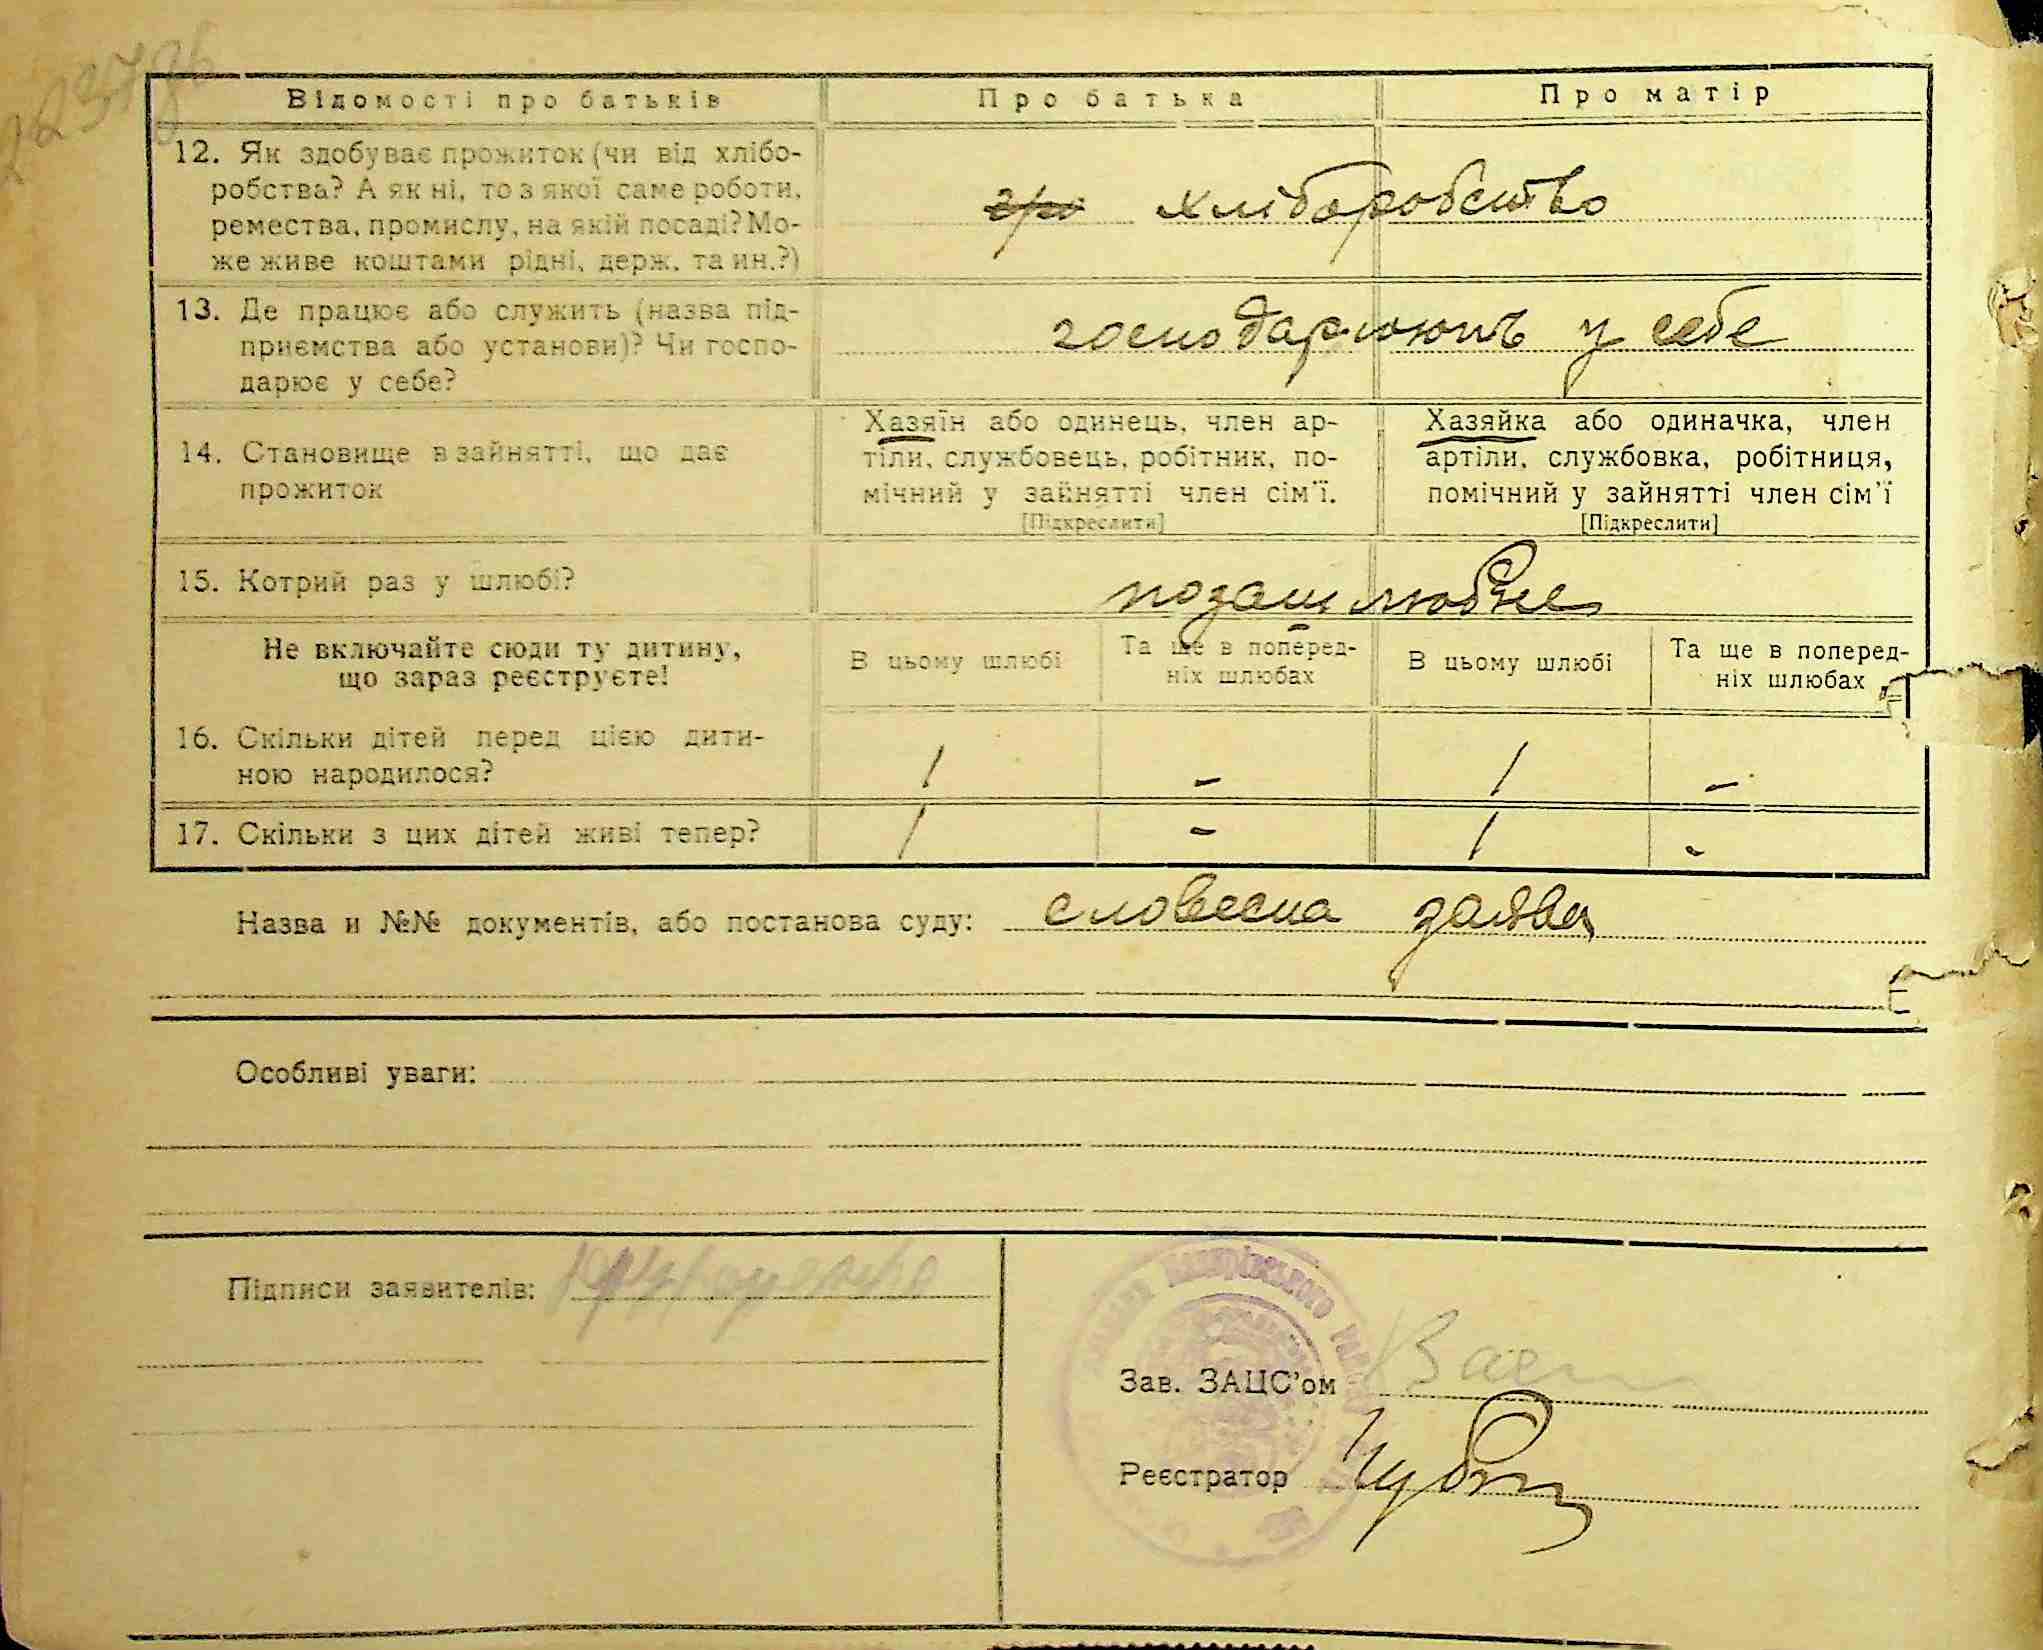 Відомості про батьків
Про батька
Про матір
12. Як здобуває прожиток (чи від хлібо-
робства? А як ні, то з якої саме роботи,
ремества, промислу, на якій посаді? Мо-
же живе коштами рідні, держ. та ин.?)
хліборобство
13. Де працює або служить (назва під-
приємства або установи)? Чи госпо-
дарює у себе?
господарюють у себе
14. Становище в зайнятті, що дає
прожиток
Хазяїн або одинець, член ар-
тіли, службовець, робітник, по-
мічний у зайнятті член сім'ї.
[Підкреслити]
Хазяйка або одиначка, член
артіли, службовка, робітниця,
помічний у зайнятті член сім'ї
[Підкреслити]
15. Котрий раз у шлюбі?
позашлюбне
Не включайте сюди ту дитину,
що зараз реєструєте!
В цьому шлюбі
Та ще в поперед-
ніх шлюбах
В цьому шлюбі
Та ще в поперед-
ніх шлюбах
16. Скільки дітей перед цією дити-
ною народилося?
1 - 1 -
17. Скільки з цих дітей живі тепер?
1 - 1 -
Назва и №№ документів, або постанова суду: словесна заява
Особливі уваги:
Підписи заявителів:
Зав. ЗАЦС'ом
Реєстратор